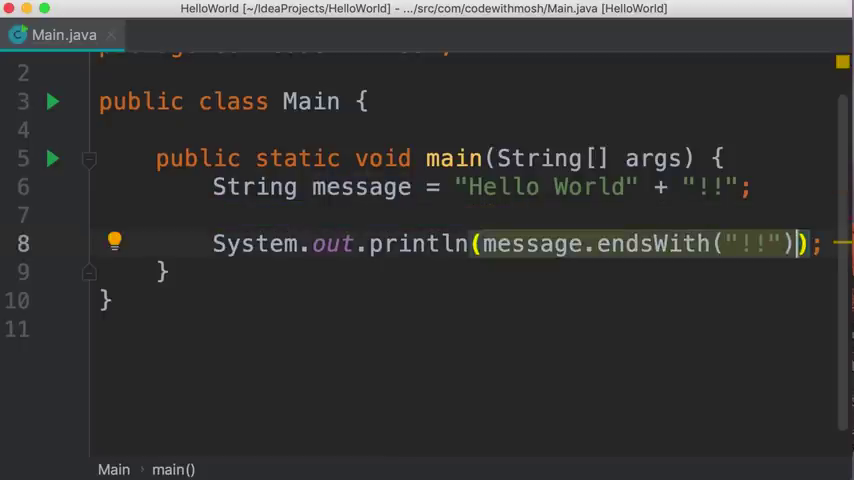 HelloWorld [~/IdeaProjects/HelloWorld] - .../src/com/codewithmosh/Main.java [HelloWorld]
Main.java
2
3 public class Main {
4
5 public static void main(String[] args) {
6 String message = "Hello World" + "!!";
7
8 System.out.println(message.endsWith("!!"));
9 }
10 }
11
Main › main()